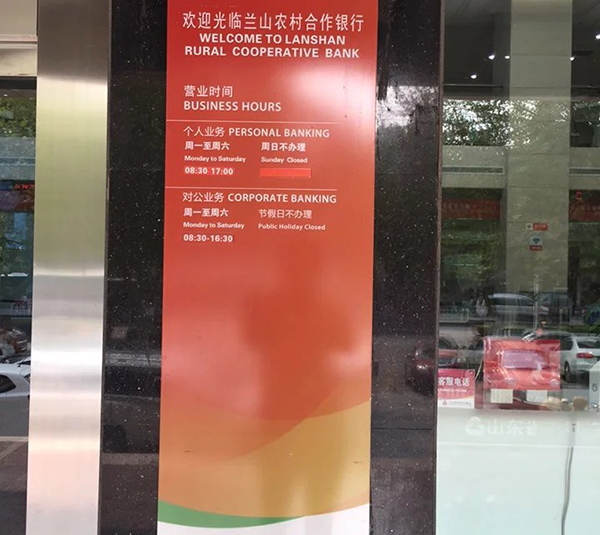 欢迎光临兰山农村合作银行
WELCOME TO LANSHAN
RURAL COOPERATIVE BANK
营业时间
BUSINESS HOURS
个人业务 PERSONAL BANKING
周一至周六 周日不办理
Monday to Saturday Sunday Closed
08:30 17:00
对公业务 CORPORATE BANKING
周一至周六 节假日不办理
Monday to Saturday Public Holiday Closed
08:30-16:30
客服电话
山东